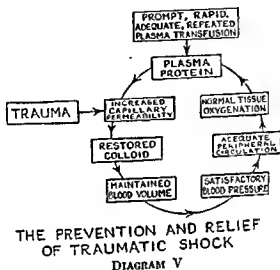 PROMPT, RAPID,
ADEQUATE, REPEATED
PLASMA TRANSFUSION
PLASMA
PROTEIN
TRAUMA
INCREASED
CAPILLARY
PERMEABILITY
NORMAL TISSUE
OXYGENATION
RESTORED
COLLOID
ADEQUATE
PERIPHERAL
CIRCULATION
MAINTAINED
BLOOD VOLUME
SATISFACTORY
BLOOD PRESSURE
THE PREVENTION AND RELIEF
OF TRAUMATIC SHOCK
DIAGRAM V